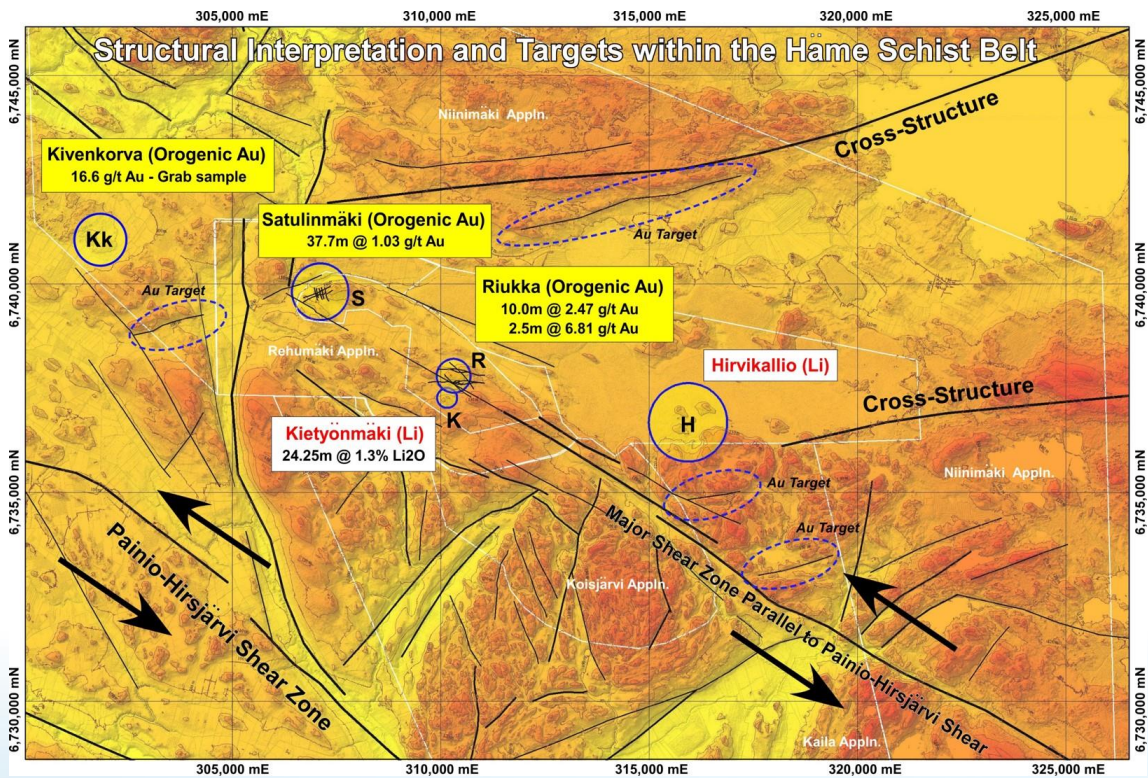 305,000 mE
310,000 mE
315,000 mE
320,000 mE
325,000 mE
Structural Interpretation and Targets within the Häme Schist Belt
6,745,000 mN
6,745,000 mN
Niinimäki Appln.
Cross-Structure
Kivenkorva (Orogenic Au)
16.6 g/t Au - Grab sample
Satulinmäki (Orogenic Au)
37.7m @ 1.03 g/t Au
Kk
Au Target
6,740,000 mN
6,740,000 mN
Au Target
S
Riukka (Orogenic Au)
10.0m @ 2.47 g/t Au
2.5m @ 6.81 g/t Au
Rehumäki Appln.
R
Hirvikallio (Li)
K
H
Cross-Structure
Kietyönmäki (Li)
24.25m @ 1.3% Li2O
Niinimäki Appln.
Au Target
6,735,000 mN
6,735,000 mN
Au Target
Major Shear Zone Parallel to Painio-Hirsjärvi Shear
Painio-Hirsjärvi Shear Zone
Koisjärvi Appln.
6,730,000 mN
6,730,000 mN
Kaila Appln.
305,000 mE
310,000 mE
315,000 mE
320,000 mE
325,000 mE